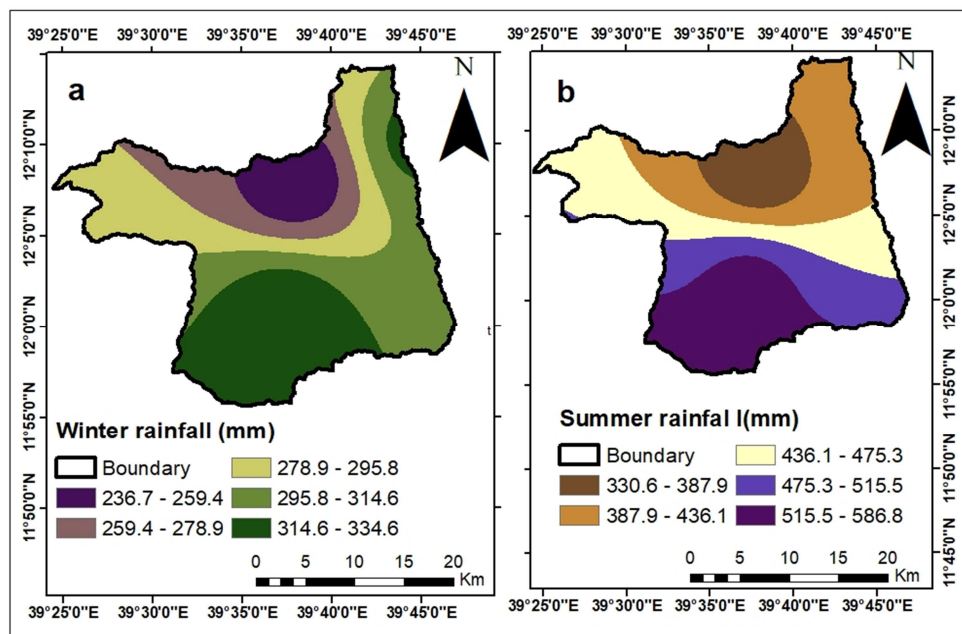 39°25'0"E 39°30'0"E 39°35'0"E 39°40'0"E 39°45'0"E
a
N
12°10'0"N
12°5'0"N
12°0'0"N
11°55'0"N
11°50'0"N
t
Winter rainfall (mm)
Boundary
236.7 - 259.4
259.4 - 278.9
278.9 - 295.8
295.8 - 314.6
314.6 - 334.6
0 5 10 15 20
Km
39°25'0"E 39°30'0"E 39°35'0"E 39°40'0"E 39°45'0"E
39°25'0"E 39°30'0"E 39°35'0"E 39°40'0"E 39°45'0"E
b
N
12°10'0"N
12°5'0"N
12°0'0"N
11°55'0"N
11°50'0"N
11°45'0"N
Summer rainfal l(mm)
Boundary
330.6 - 387.9
387.9 - 436.1
436.1 - 475.3
475.3 - 515.5
515.5 - 586.8
0 5 10 15 20
Km
39°25'0"E 39°30'0"E 39°35'0"E 39°40'0"E 39°45'0"E